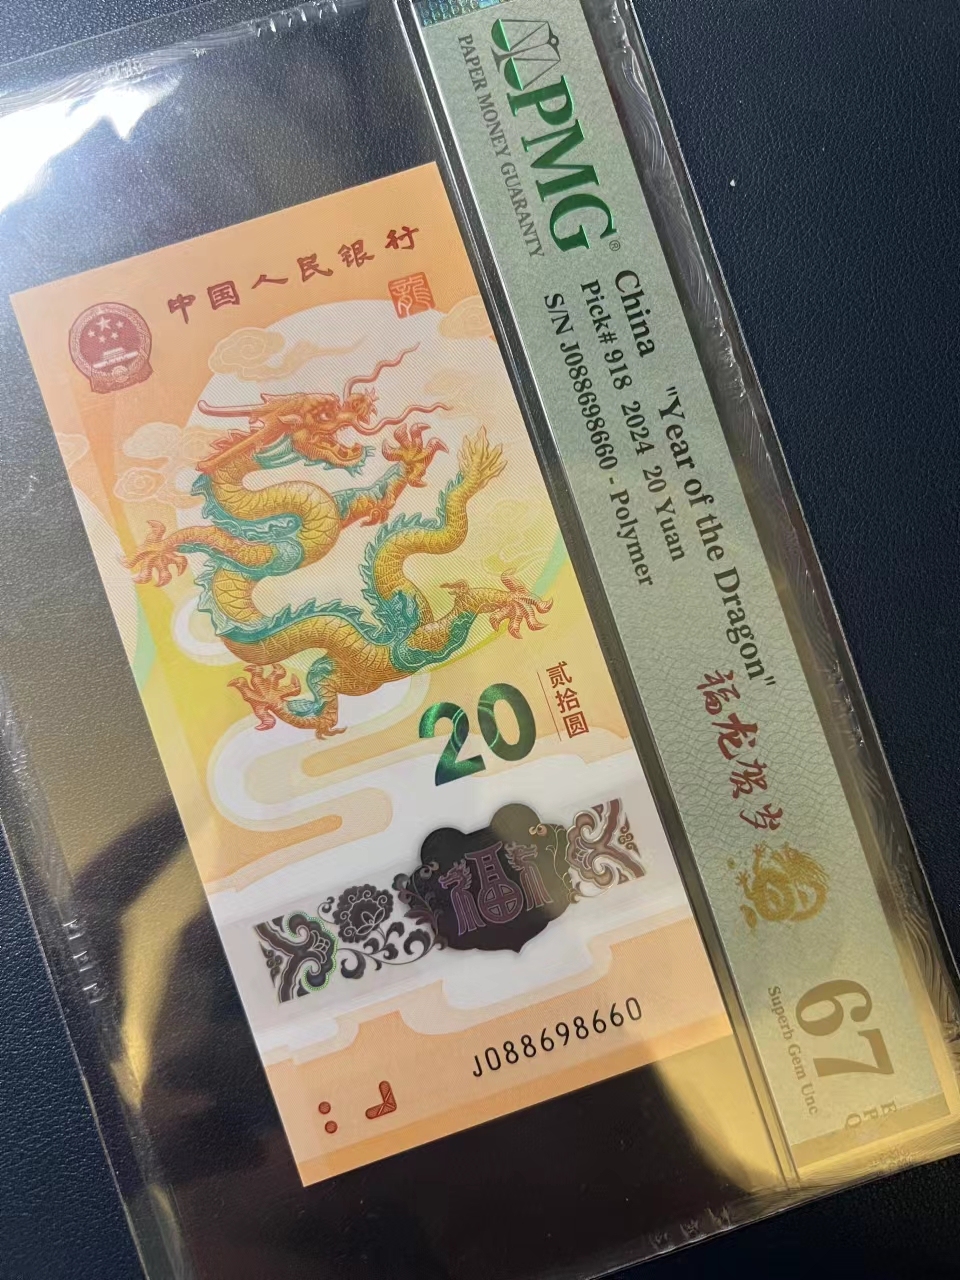 中国人民银行
龍
贰拾圆
20
福
J088698660
PMG®
PAPER MONEY GUARANTY
China "Year of the Dragon"
Pick# 918 2024 20 Yuan
S/N J088698660 - Polymer
福龙贺岁
67
EPQ
Superb Gem Unc